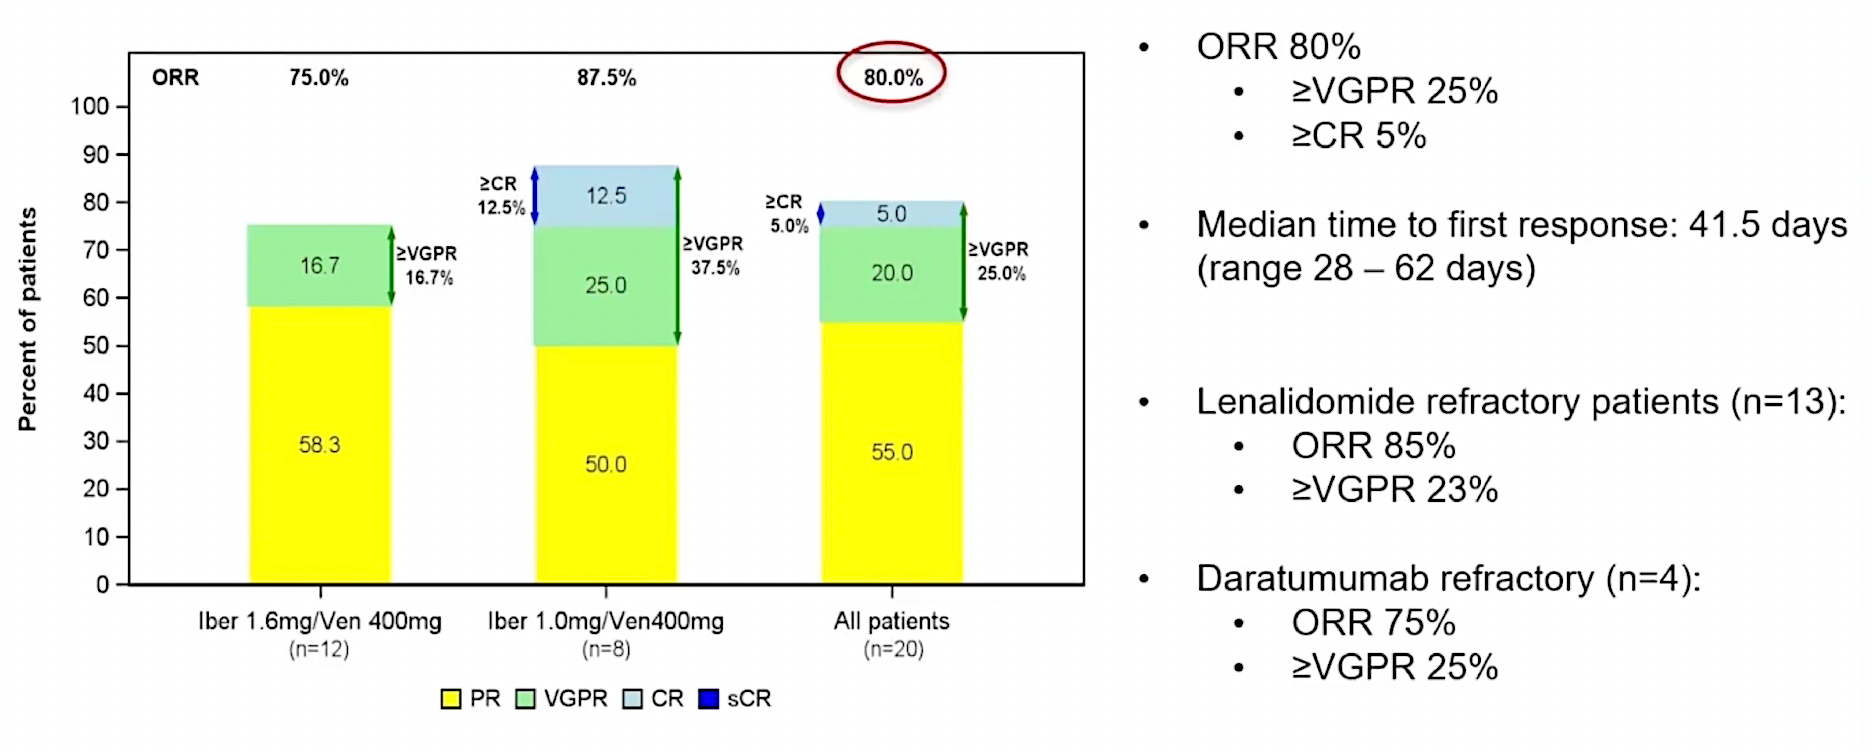 ORR 75.0% 87.5% 80.0%
Percent of patients
100
90
80
70
60
50
40
30
20
10
0
16.7
58.3
≥VGPR
16.7%
≥CR
12.5%
12.5
25.0
50.0
≥VGPR
37.5%
≥CR
5.0%
5.0
20.0
55.0
≥VGPR
25.0%
Iber 1.6mg/Ven 400mg
(n=12)
Iber 1.0mg/Ven400mg
(n=8)
All patients
(n=20)
PR VGPR CR sCR
• ORR 80%
• ≥VGPR 25%
• ≥CR 5%
• Median time to first response: 41.5 days
(range 28 – 62 days)
• Lenalidomide refractory patients (n=13):
• ORR 85%
• ≥VGPR 23%
• Daratumumab refractory (n=4):
• ORR 75%
• ≥VGPR 25%